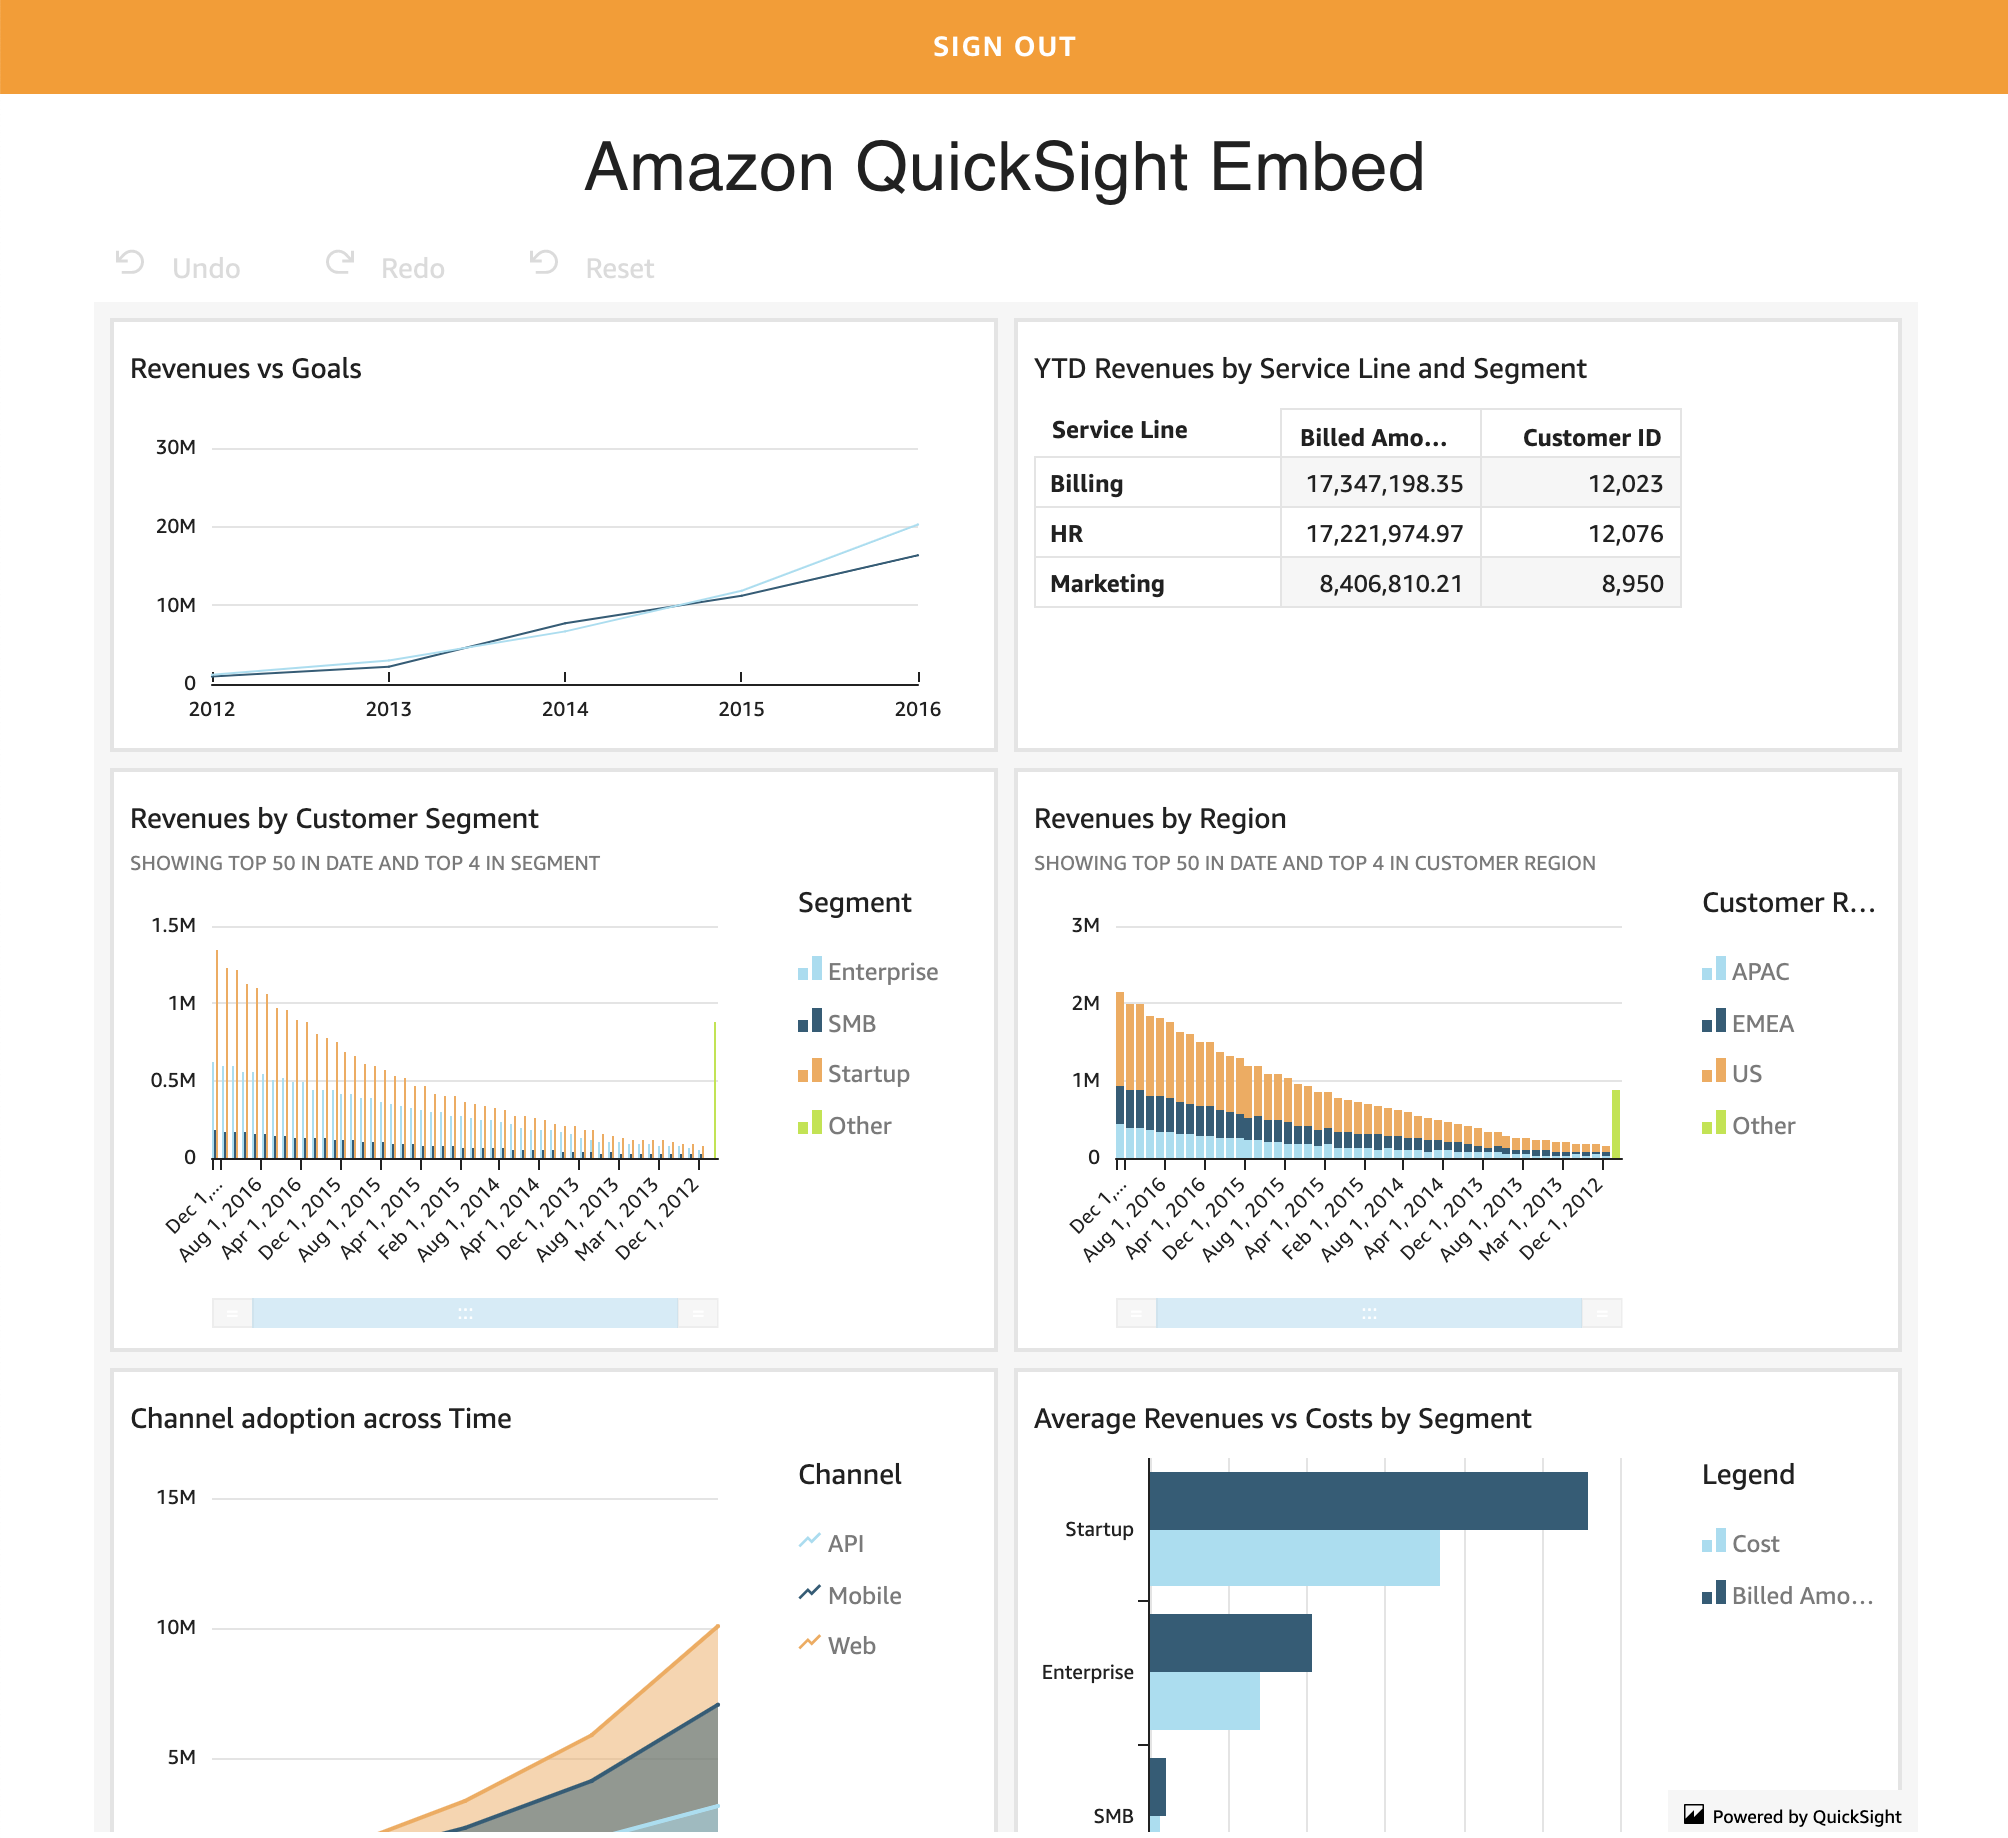 SIGN OUT
Amazon QuickSight Embed
Undo Redo Reset
Revenues vs Goals
30M
20M
10M
0
2012 2013 2014 2015 2016
YTD Revenues by Service Line and Segment
Service Line Billed Amo... Customer ID
Billing 17,347,198.35 12,023
HR 17,221,974.97 12,076
Marketing 8,406,810.21 8,950
Revenues by Customer Segment
SHOWING TOP 50 IN DATE AND TOP 4 IN SEGMENT
1.5M
1M
0.5M
0
Dec 1,... Aug 1, 2016 Apr 1, 2016 Dec 1, 2015 Aug 1, 2015 Apr 1, 2015 Feb 1, 2015 Aug 1, 2014 Apr 1, 2014 Dec 1, 2013 Aug 1, 2013 Mar 1, 2013 Dec 1, 2012
Segment
Enterprise
SMB
Startup
Other
Revenues by Region
SHOWING TOP 50 IN DATE AND TOP 4 IN CUSTOMER REGION
3M
2M
1M
0
Dec 1,... Aug 1, 2016 Apr 1, 2016 Dec 1, 2015 Aug 1, 2015 Apr 1, 2015 Feb 1, 2015 Aug 1, 2014 Apr 1, 2014 Dec 1, 2013 Aug 1, 2013 Mar 1, 2013 Dec 1, 2012
Customer R...
APAC
EMEA
US
Other
Channel adoption across Time
15M
10M
5M
Channel
API
Mobile
Web
Average Revenues vs Costs by Segment
Startup
Enterprise
SMB
Legend
Cost
Billed Amo...
Powered by QuickSight